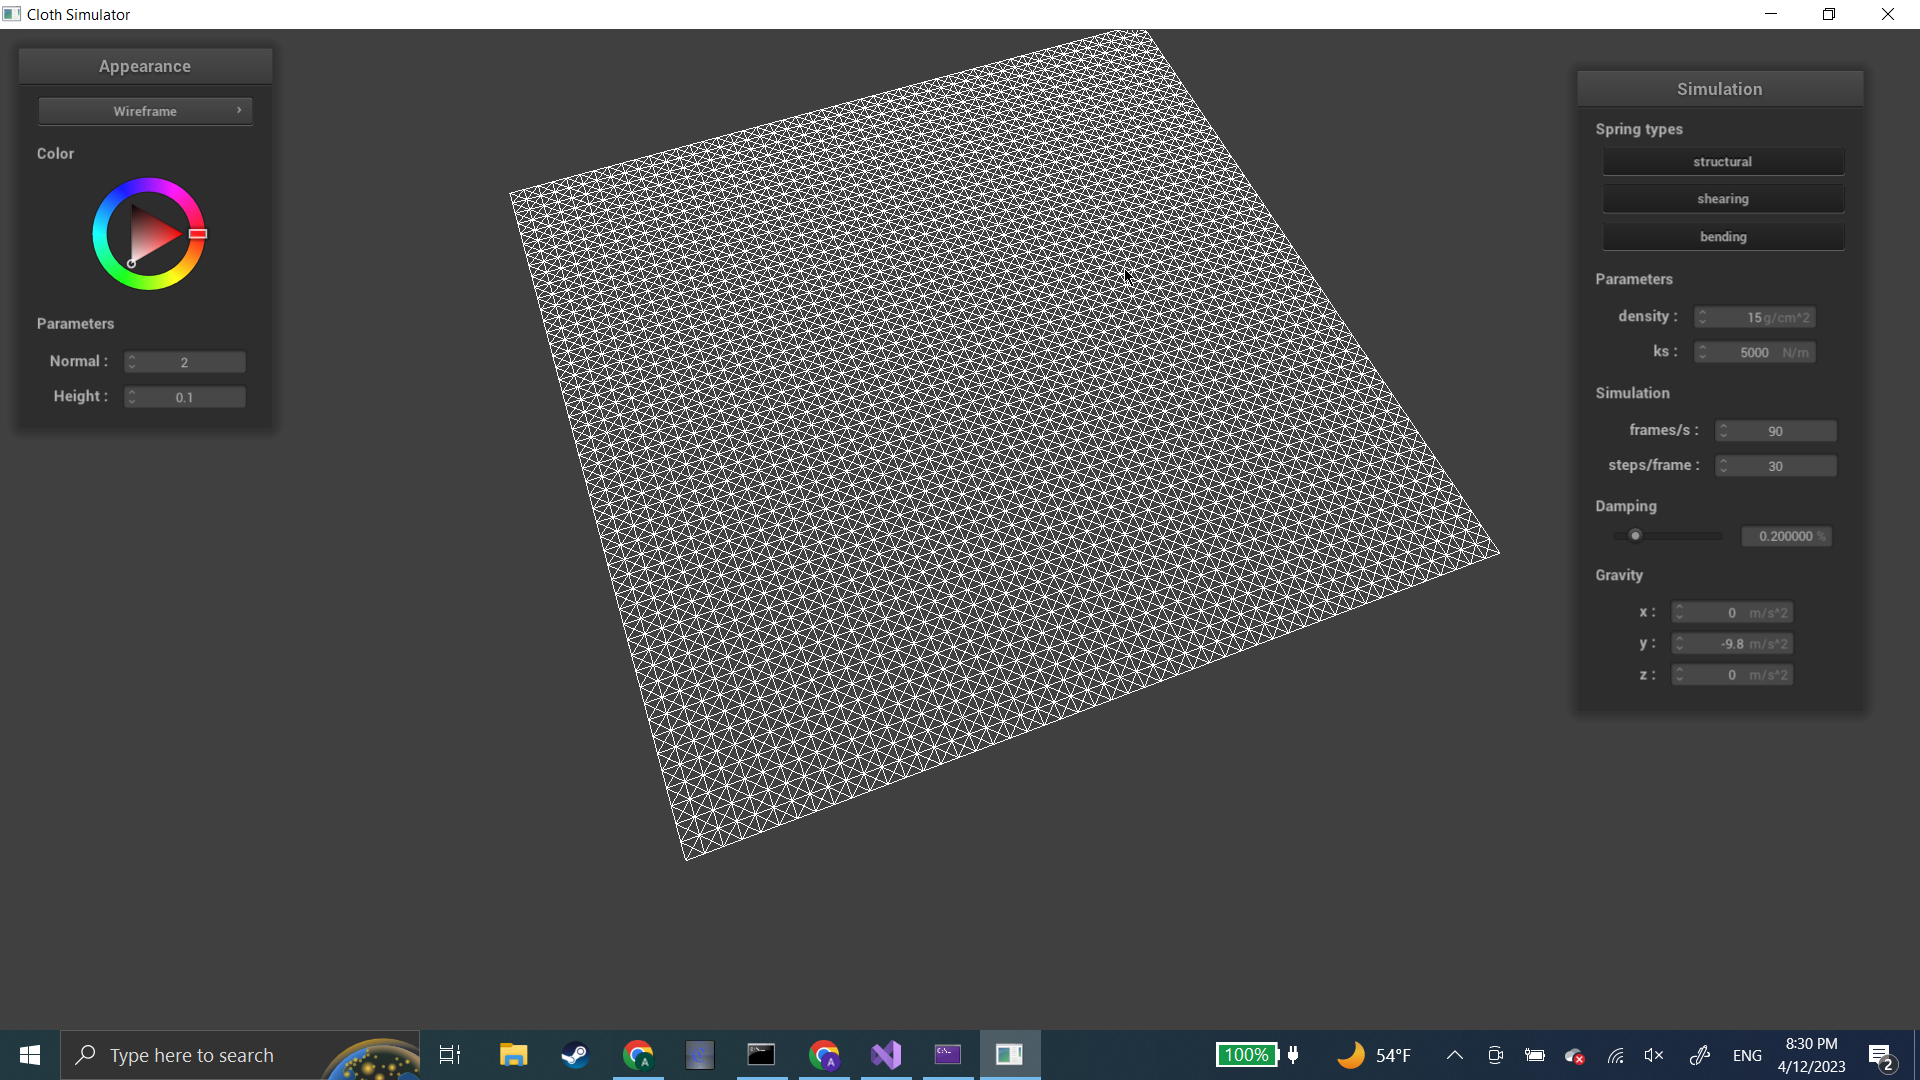 Cloth Simulator
Appearance
Wireframe
Color
Parameters
Normal : 2
Height : 0.1
Simulation
Spring types
structural
shearing
bending
Parameters
density : 15 g/cm^2
ks : 5000 N/m
Simulation
frames/s : 90
steps/frame : 30
Damping
0.200000 %
Gravity
x : 0 m/s^2
y : -9.8 m/s^2
z : 0 m/s^2
Type here to search
A
A
100%
54°F
ENG
8:30 PM
4/12/2023
2